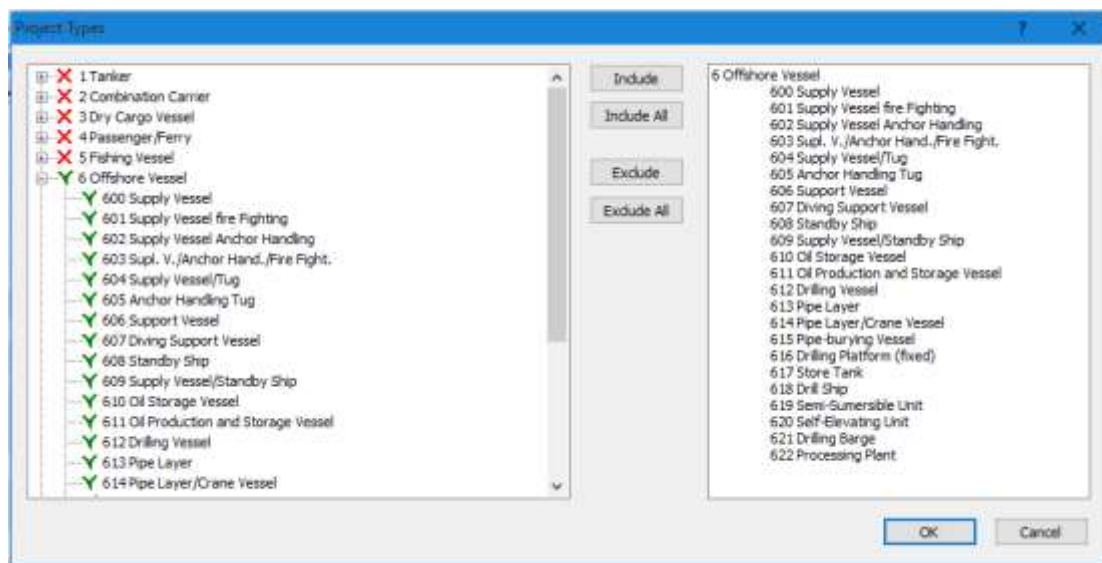 Project Types
?
1 Tanker
2 Combination Carrier
3 Dry Cargo Vessel
4 Passenger/Ferry
5 Fishing Vessel
6 Offshore Vessel
600 Supply Vessel
601 Supply Vessel fire Fighting
602 Supply Vessel Anchor Handling
603 Supl. V./Anchor Hand./Fire Fight.
604 Supply Vessel/Tug
605 Anchor Handling Tug
606 Support Vessel
607 Diving Support Vessel
608 Standby Ship
609 Supply Vessel/Standby Ship
610 Oil Storage Vessel
611 Oil Production and Storage Vessel
612 Drilling Vessel
613 Pipe Layer
614 Pipe Layer/Crane Vessel
Include
Include All
Exclude
Exclude All
6 Offshore Vessel
600 Supply Vessel
601 Supply Vessel fire Fighting
602 Supply Vessel Anchor Handling
603 Supl. V./Anchor Hand./Fire Fight.
604 Supply Vessel/Tug
605 Anchor Handling Tug
606 Support Vessel
607 Diving Support Vessel
608 Standby Ship
609 Supply Vessel/Standby Ship
610 Oil Storage Vessel
611 Oil Production and Storage Vessel
612 Drilling Vessel
613 Pipe Layer
614 Pipe Layer/Crane Vessel
615 Pipe-burying Vessel
616 Drilling Platform (fixed)
617 Store Tank
618 Drill Ship
619 Semi-Sumersible Unit
620 Self-Elevating Unit
621 Drilling Barge
622 Processing Plant
OK
Cancel